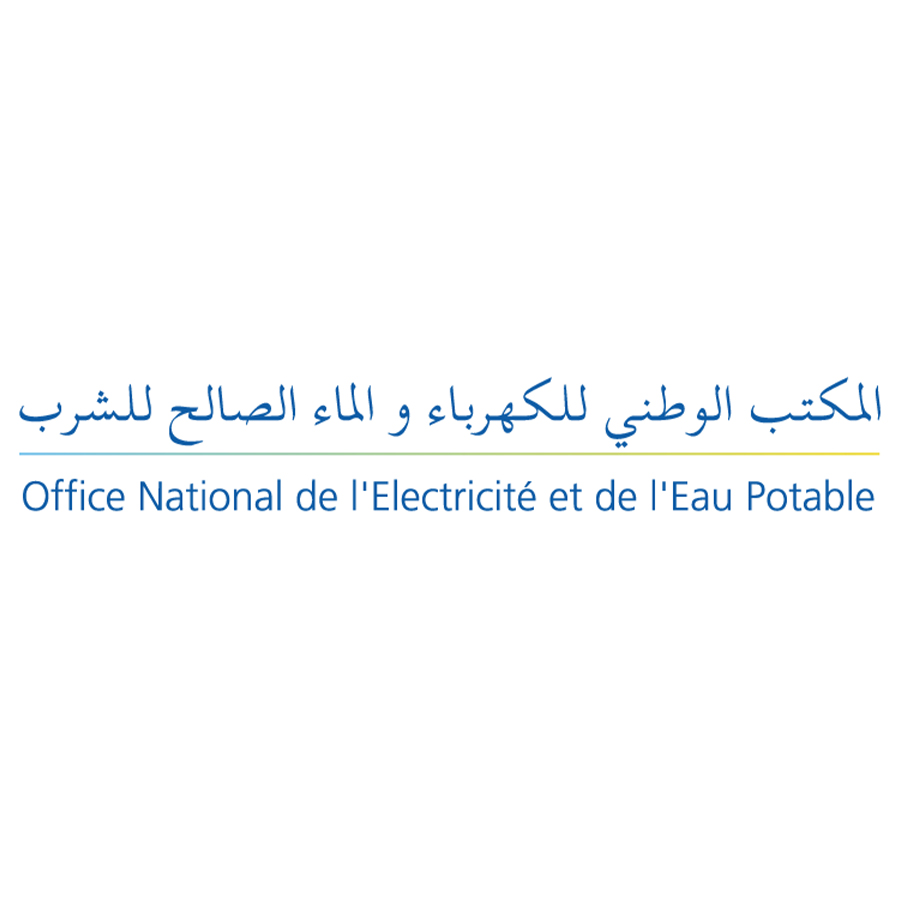 المكتب الوطني للكهرباء و الماء الصالح للشرب
Office National de l'Electricité et de l'Eau Potable